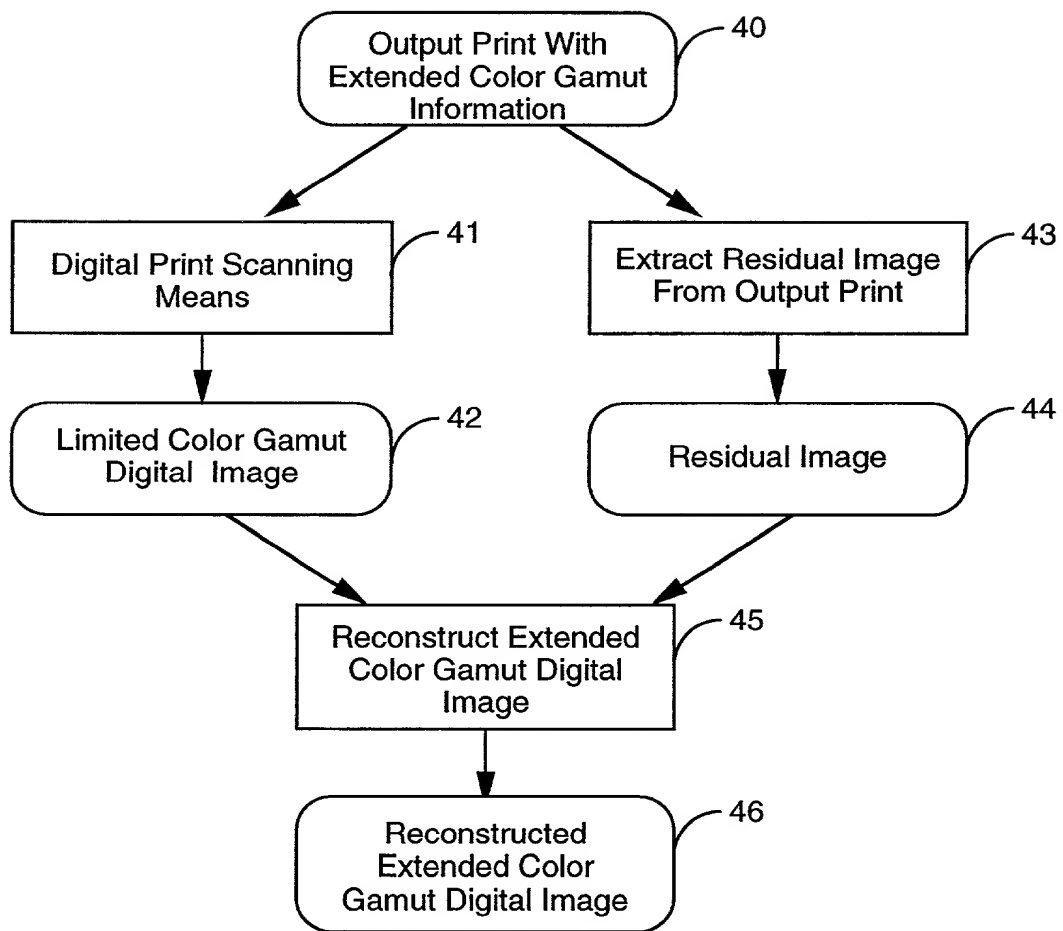 Output Print With
Extended Color Gamut
Information
40
Digital Print Scanning
Means
41
Extract Residual Image
From Output Print
43
Limited Color Gamut
Digital Image
42
Residual Image
44
Reconstruct Extended
Color Gamut Digital
Image
45
Reconstructed
Extended Color
Gamut Digital Image
46